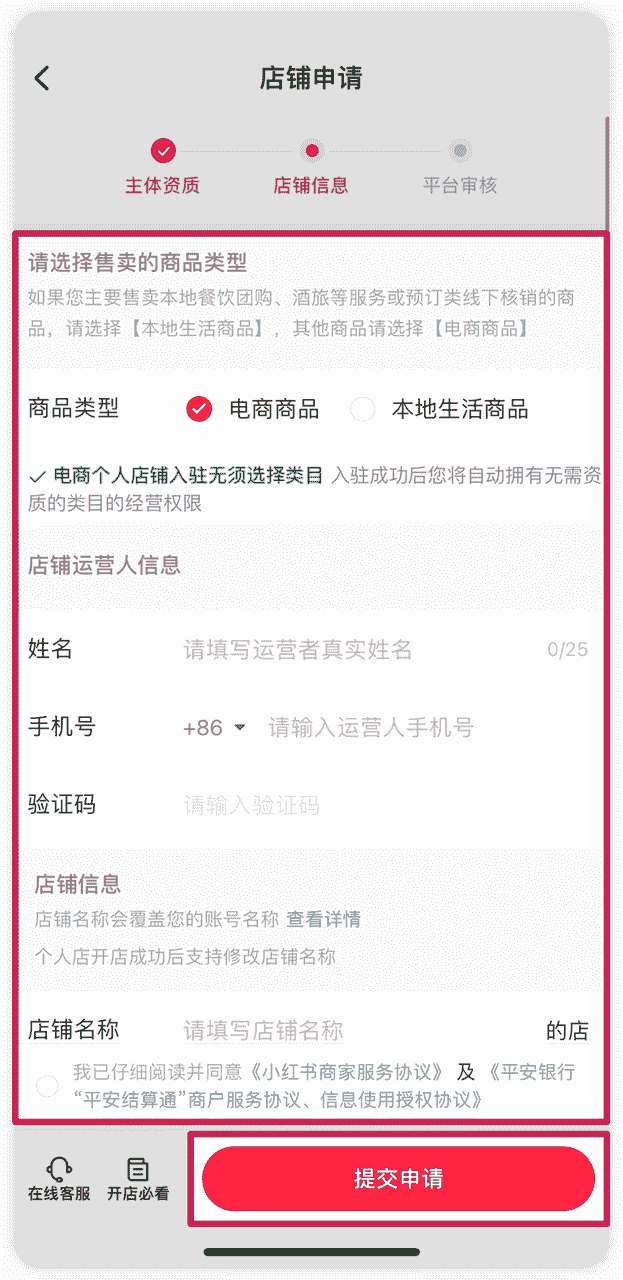 店铺申请
主体资质 店铺信息 平台审核
请选择售卖的商品类型
如果您主要售卖本地餐饮团购、酒旅等服务或预订类线下核销的商
品，请选择【本地生活商品】，其他商品请选择【电商商品】
商品类型 电商商品 本地生活商品
电商个人店铺入驻无须选择类目 入驻成功后您将自动拥有无需资
质的类目的经营权限
店铺运营人信息
姓名 请填写运营者真实姓名 0/25
手机号 +86 请输入运营人手机号
验证码 请输入验证码
店铺信息
店铺名称会覆盖您的账号名称 查看详情
个人店开店成功后支持修改店铺名称
店铺名称 请填写店铺名称 的店
我已仔细阅读并同意《小红书商家服务协议》 及 《平安银行
“平安结算通”商户服务协议、信息使用授权协议》
在线客服 开店必看 提交申请